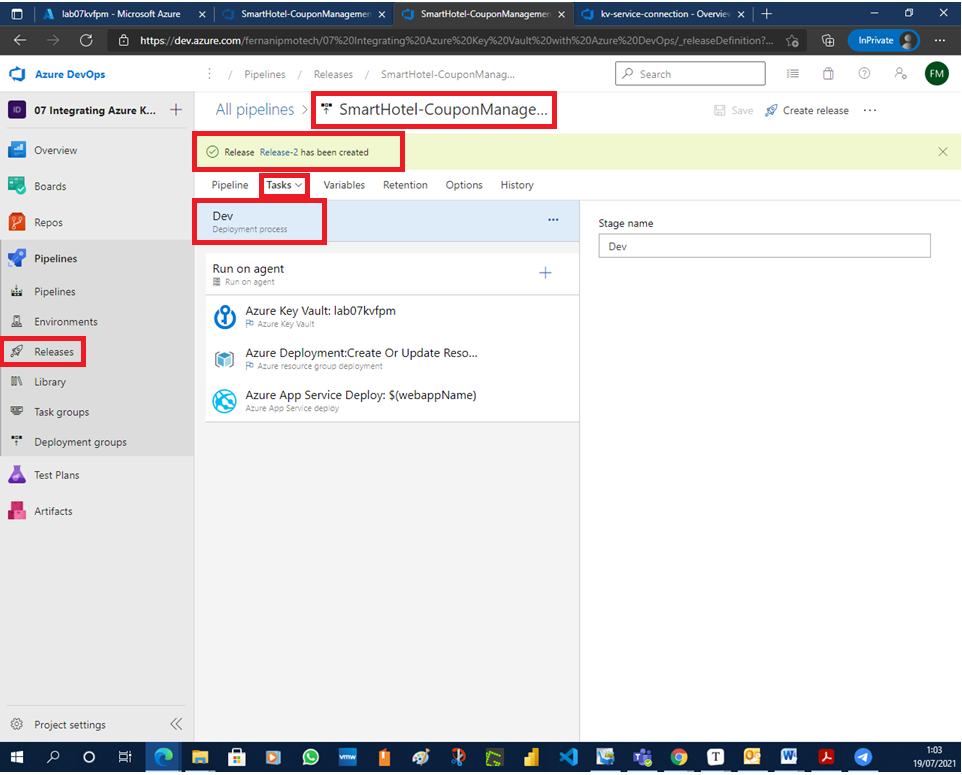 lab07kvfpm - Microsoft Azure
SmartHotel-CouponManagemen
SmartHotel-CouponManagemen
kv-service-connection - Overview
https://dev.azure.com/fernanipmotech/07%20Integrating%20Azure%20Key%20Vault%20with%20Azure%20DevOps/_releaseDefinition?...
InPrivate
Azure DevOps
/ Pipelines / Releases / SmartHotel-CouponManag...
Search
FM
ID
07 Integrating Azure K...
Overview
Boards
Repos
Pipelines
Pipelines
Environments
Releases
Library
Task groups
Deployment groups
Test Plans
Artifacts
Project settings
All pipelines > SmartHotel-CouponManage...
Save
Create release
Release Release-2 has been created
Pipeline Tasks Variables Retention Options History
Dev
Deployment process
Run on agent
Run on agent
Azure Key Vault: lab07kvfpm
Azure Key Vault
Azure Deployment:Create Or Update Reso...
Azure resource group deployment
Azure App Service Deploy: $(webappName)
Azure App Service deploy
Stage name
Dev
vmw
T
1:03
19/07/2021